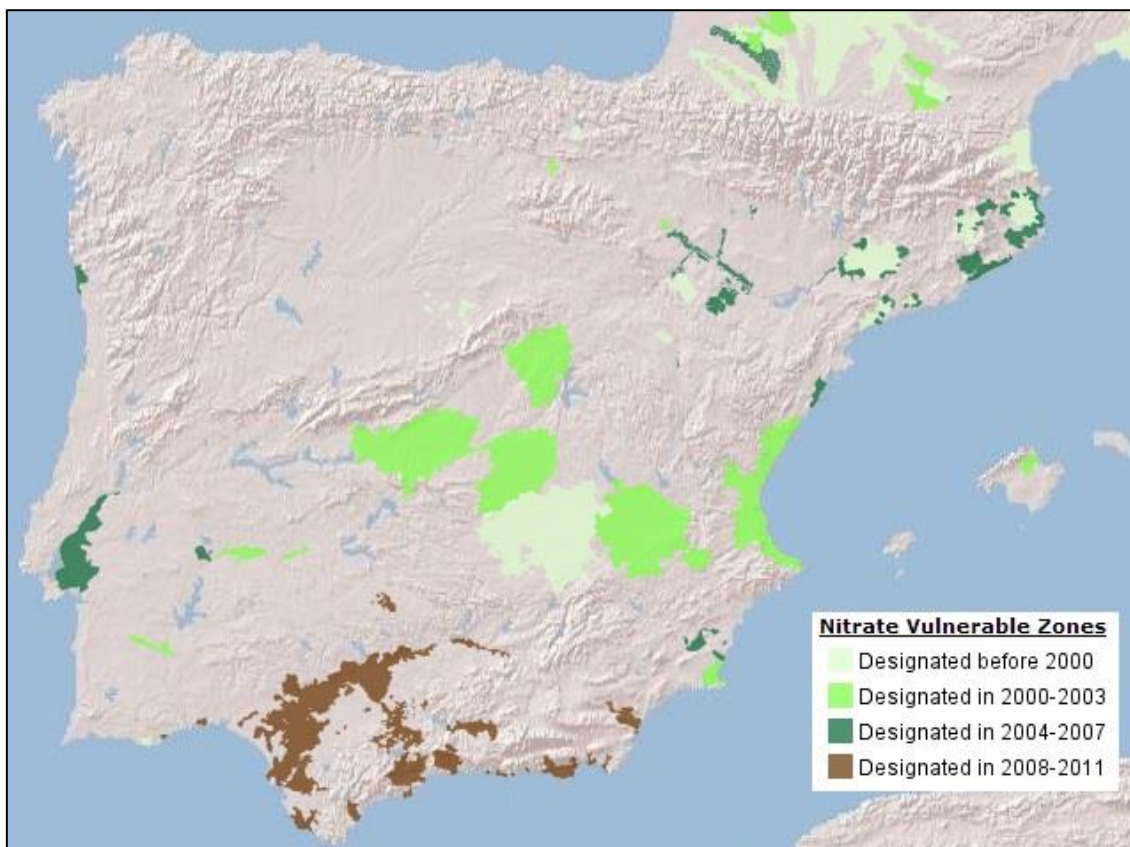 Nitrate Vulnerable Zones
Designated before 2000
Designated in 2000-2003
Designated in 2004-2007
Designated in 2008-2011